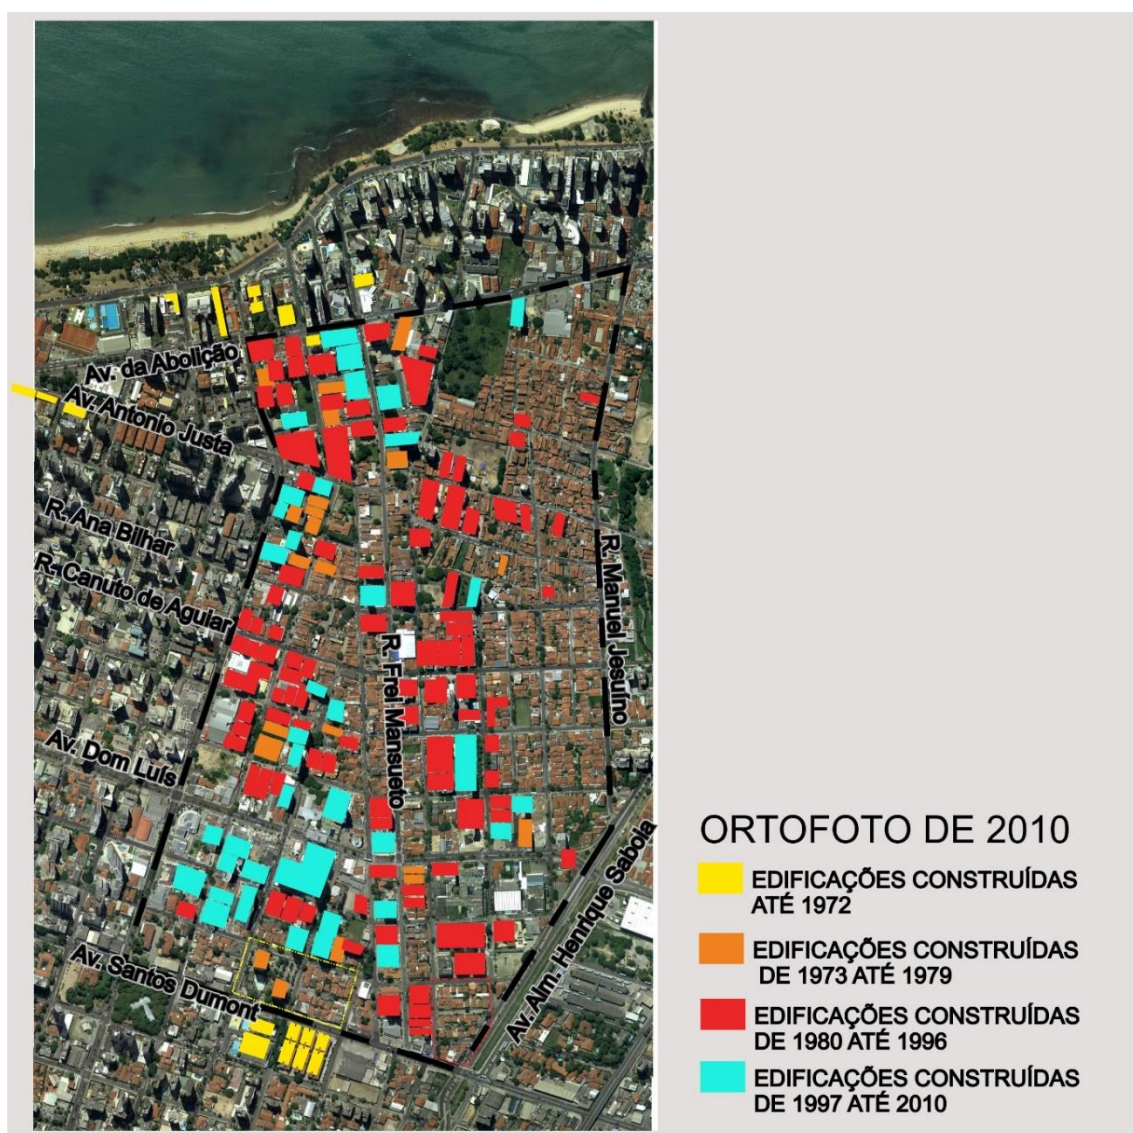 Av. da Abolição
Av. Antonio Justa
R. Ana Bilhar
R. Canuto de Aguiar
R. Frei Mansueto
R. Manuel Jesuíno
Av. Dom Luís
Av. Alm. Henrique Saboia
Av. Santos Dumont
ORTOFOTO DE 2010
EDIFICAÇÕES CONSTRUÍDAS
ATÉ 1972
EDIFICAÇÕES CONSTRUÍDAS
DE 1973 ATÉ 1979
EDIFICAÇÕES CONSTRUÍDAS
DE 1980 ATÉ 1996
EDIFICAÇÕES CONSTRUÍDAS
DE 1997 ATÉ 2010